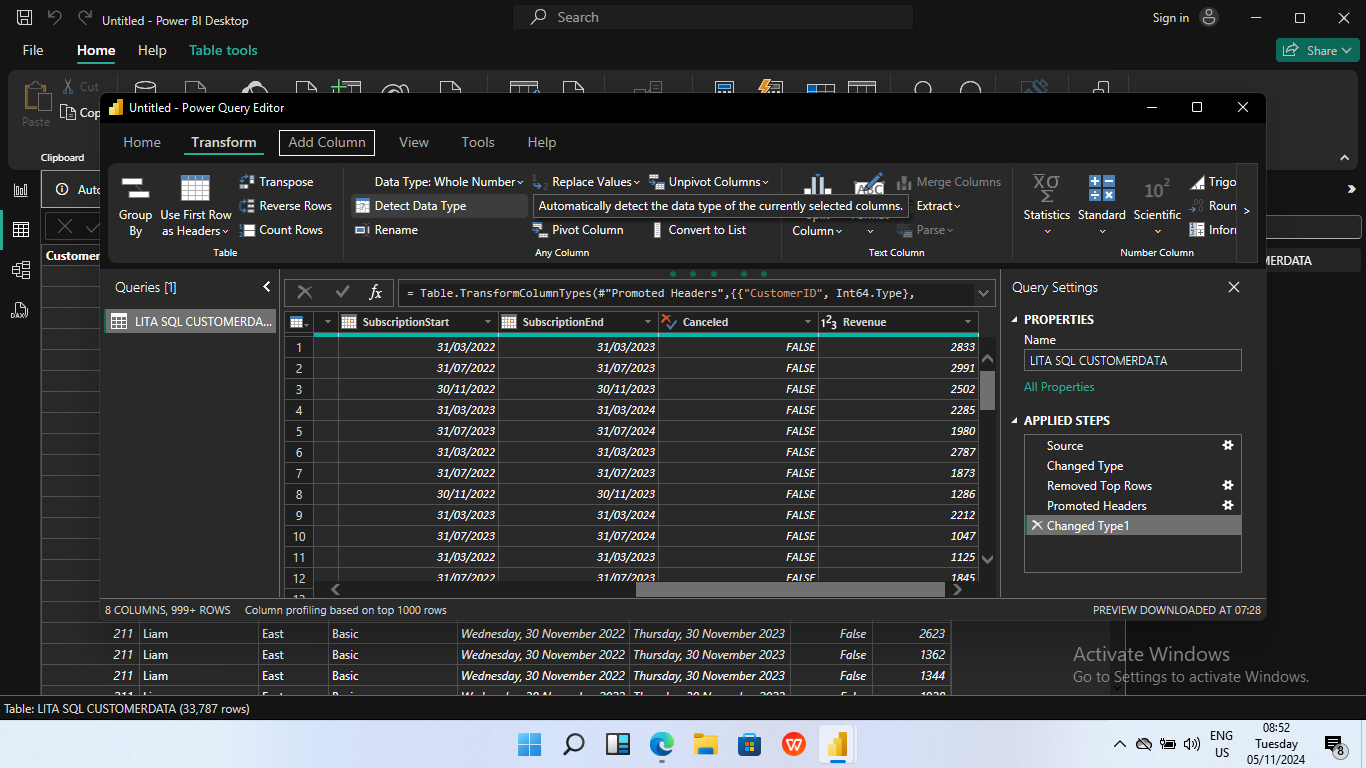 Untitled - Power BI Desktop
Search
Sign in
File Home Help Table tools
Share
Paste
Cut
Cop
Clipboard
Untitled - Power Query Editor
Home Transform Add Column View Tools Help
Group By
Use First Row as Headers
Transpose
Reverse Rows
Count Rows
Table
Data Type: Whole Number
Detect Data Type
Rename
Replace Values
Unpivot Columns
Automatically detect the data type of the currently selected columns.
Pivot Column
Convert to List
Any Column
Column
Merge Columns
Extract
Parse
Text Column
Statistics
Standard
Scientific
Trigo
Roun
Inforr
Number Column
Auto
Customer
MERDATA
Queries [1]
LITA SQL CUSTOMERDA...
= Table.TransformColumnTypes(#"Promoted Headers",{{"CustomerID", Int64.Type},
SubscriptionStart SubscriptionEnd Canceled 123 Revenue
1 31/03/2022 31/03/2023 FALSE 2833
2 31/07/2022 31/07/2023 FALSE 2991
3 30/11/2022 30/11/2023 FALSE 2502
4 31/03/2023 31/03/2024 FALSE 2285
5 31/07/2023 31/07/2024 FALSE 1980
6 31/03/2022 31/03/2023 FALSE 2787
7 31/07/2022 31/07/2023 FALSE 1873
8 30/11/2022 30/11/2023 FALSE 1286
9 31/03/2023 31/03/2024 FALSE 2212
10 31/07/2023 31/07/2024 FALSE 1047
11 31/03/2022 31/03/2023 FALSE 1125
12 31/07/2022 31/07/2023 FALSE 1845
Query Settings
PROPERTIES
Name
LITA SQL CUSTOMERDATA
All Properties
APPLIED STEPS
Source
Changed Type
Removed Top Rows
Promoted Headers
Changed Type1
8 COLUMNS, 999+ ROWS Column profiling based on top 1000 rows
PREVIEW DOWNLOADED AT 07:28
211 Liam East Basic Wednesday, 30 November 2022 Thursday, 30 November 2023 False 2623
211 Liam East Basic Wednesday, 30 November 2022 Thursday, 30 November 2023 False 1362
211 Liam East Basic Wednesday, 30 November 2022 Thursday, 30 November 2023 False 1344
Activate Windows
Go to Settings to activate Windows.
Table: LITA SQL CUSTOMERDATA (33,787 rows)
ENG
US
08:52
Tuesday
05/11/2024
8